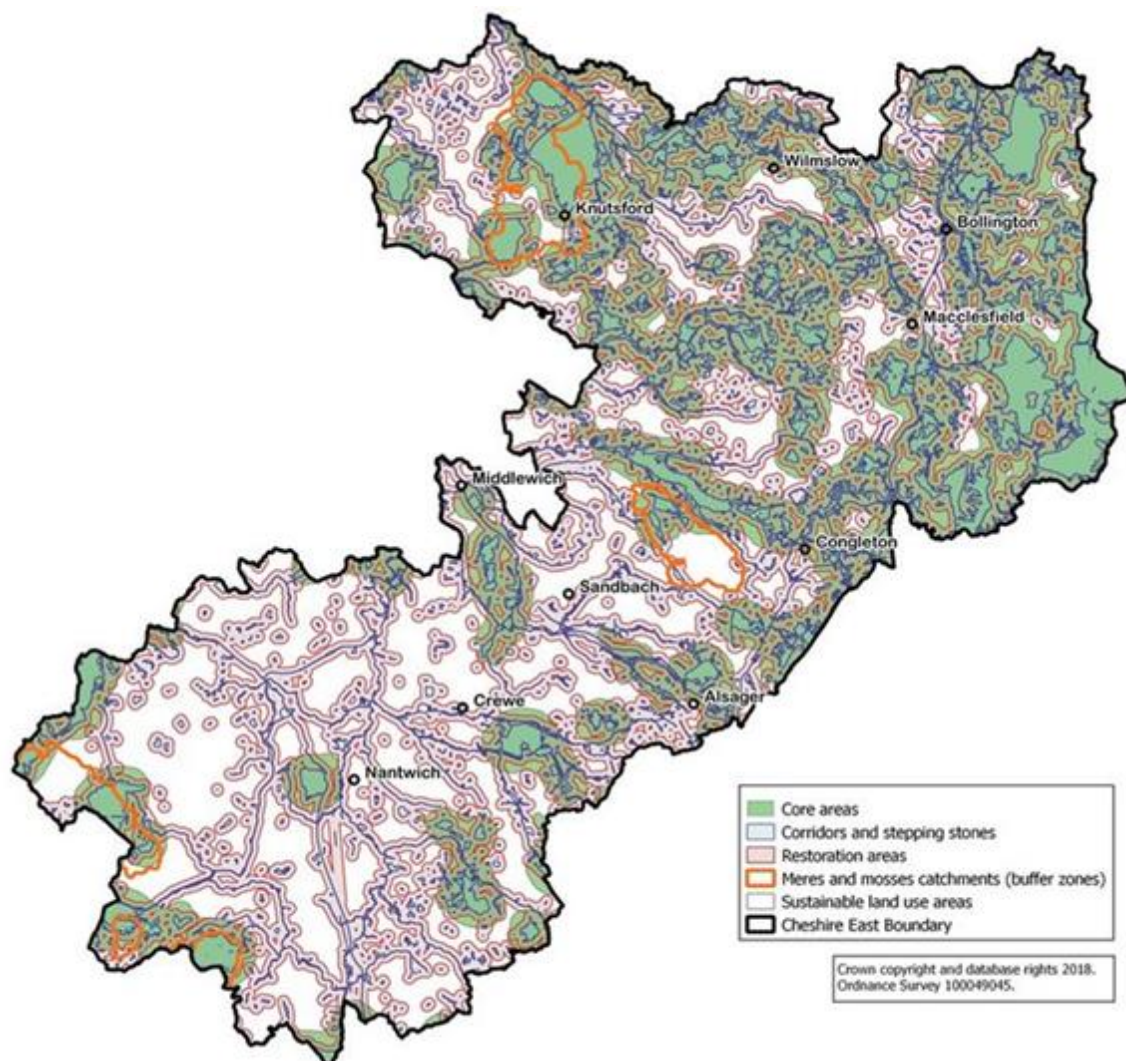 Wilmslow
Knutsford
Bollington
Macclesfield
Middlewich
Congleton
Sandbach
Alsager
Crewe
Nantwich
Core areas
Corridors and stepping stones
Restoration areas
Meres and mosses catchments (buffer zones)
Sustainable land use areas
Cheshire East Boundary
Crown copyright and database rights 2018.
Ordnance Survey 100049045.